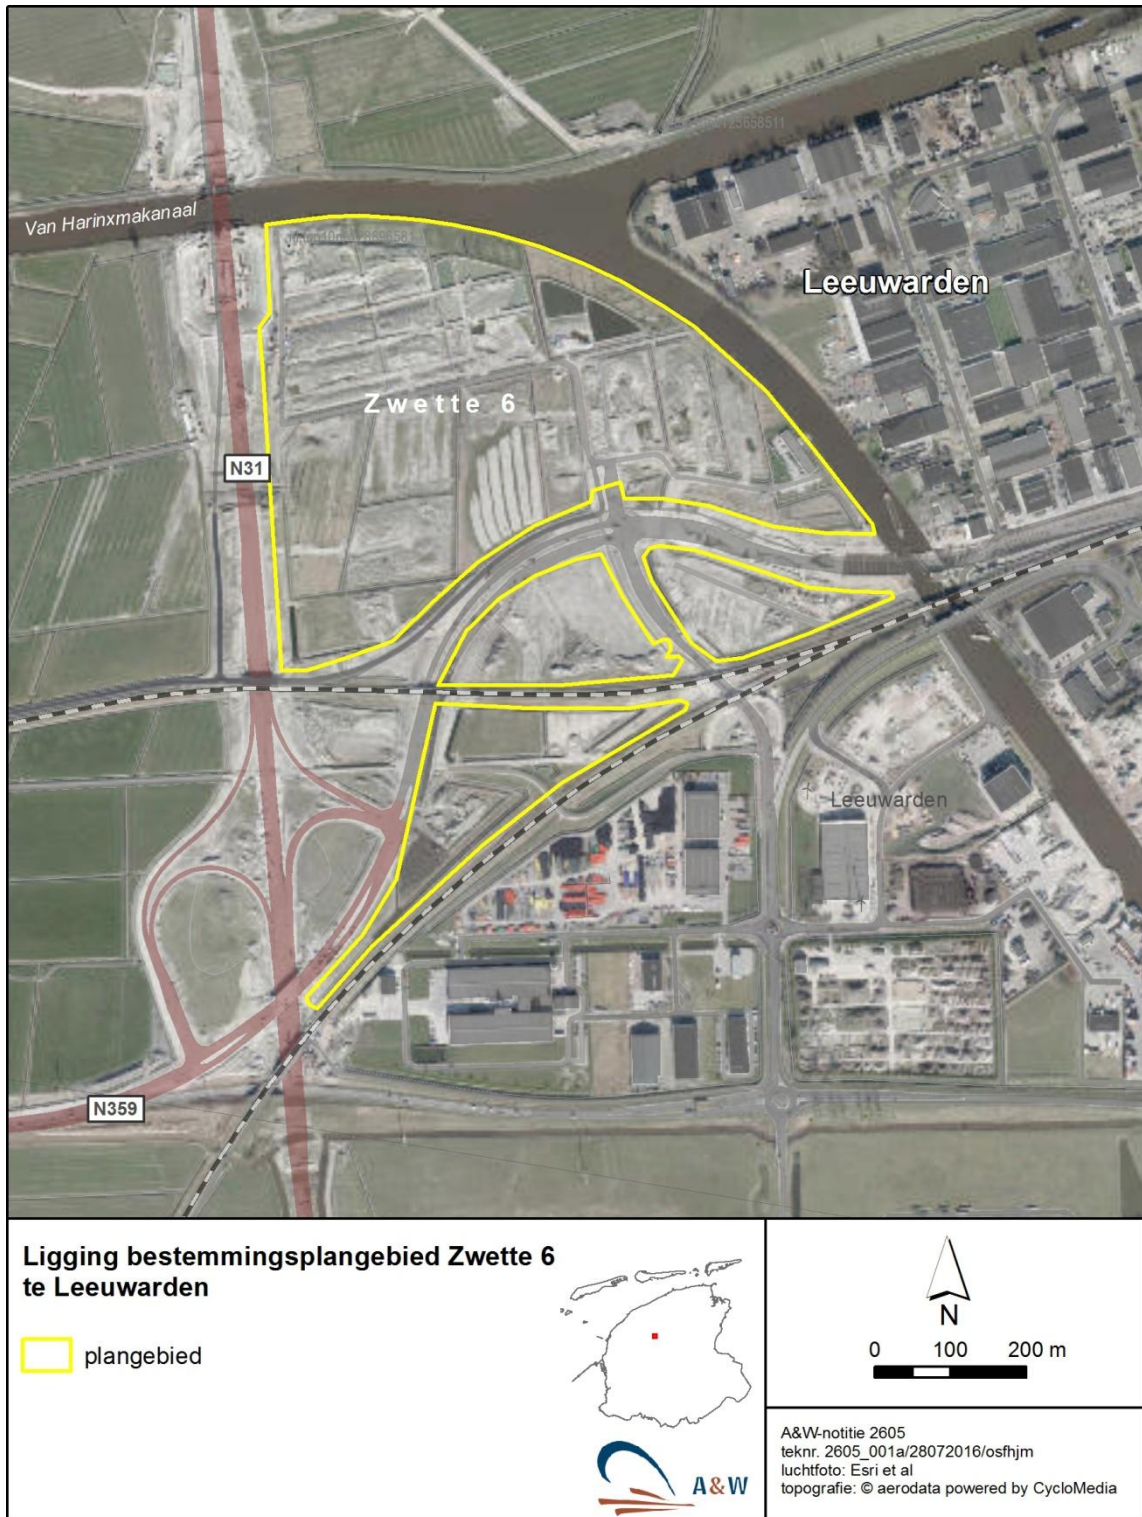 Van Harinxmakanaal
Leeuwarden
Zwette 6
N31
Leeuwarden
N359
Ligging bestemmingsplangebied Zwette 6
te Leeuwarden
plangebied
N
0 100 200 m
A&W
A&W-notitie 2605
teknr. 2605_001a/28072016/osfhjm
luchtfoto: Esri et al
topografie: © aerodata powered by CycloMedia